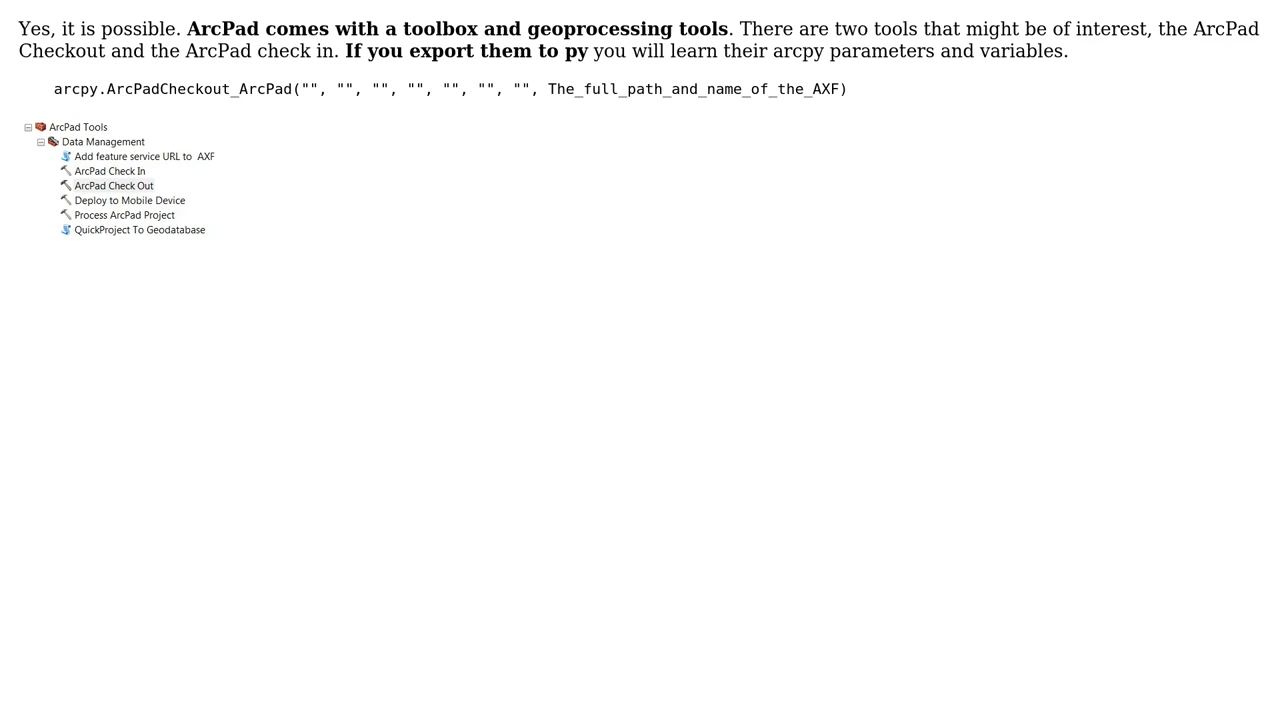 Yes, it is possible. ArcPad comes with a toolbox and geoprocessing tools. There are two tools that might be of interest, the ArcPad
Checkout and the ArcPad check in. If you export them to py you will learn their arcpy parameters and variables.
arcpy.ArcPadCheckout_ArcPad("", "", "", "", "", "", "", The_full_path_and_name_of_the_AXF)
ArcPad Tools
Data Management
Add feature service URL to  AXF
ArcPad Check In
ArcPad Check Out
Deploy to Mobile Device
Process ArcPad Project
QuickProject To Geodatabase